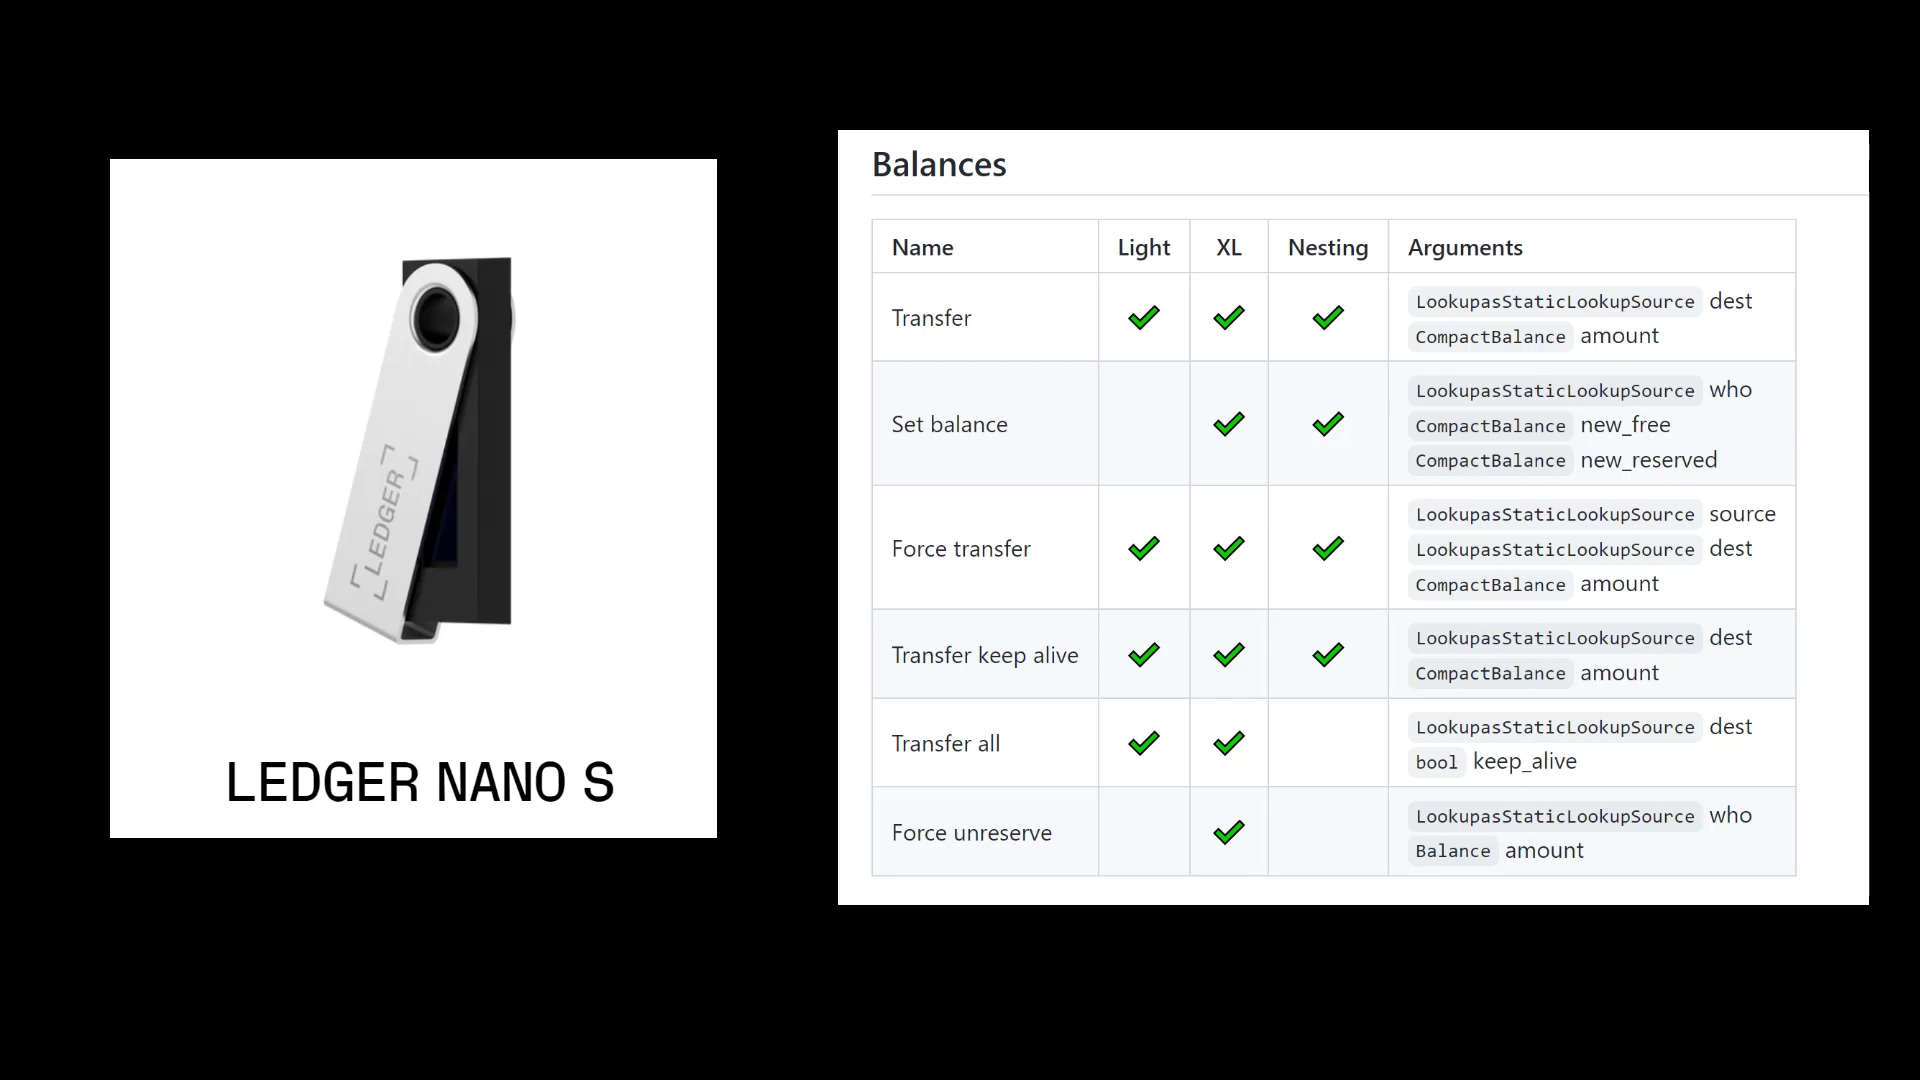 LEDGER
LEDGER NANO S
Balances
Name Light XL Nesting Arguments
Transfer ✔ ✔ ✔ LookupasStaticLookupSource dest
CompactBalance amount
Set balance ✔ ✔ LookupasStaticLookupSource who
CompactBalance new_free
CompactBalance new_reserved
Force transfer ✔ ✔ ✔ LookupasStaticLookupSource source
LookupasStaticLookupSource dest
CompactBalance amount
Transfer keep alive ✔ ✔ ✔ LookupasStaticLookupSource dest
CompactBalance amount
Transfer all ✔ ✔ LookupasStaticLookupSource dest
bool keep_alive
Force unreserve ✔ LookupasStaticLookupSource who
Balance amount